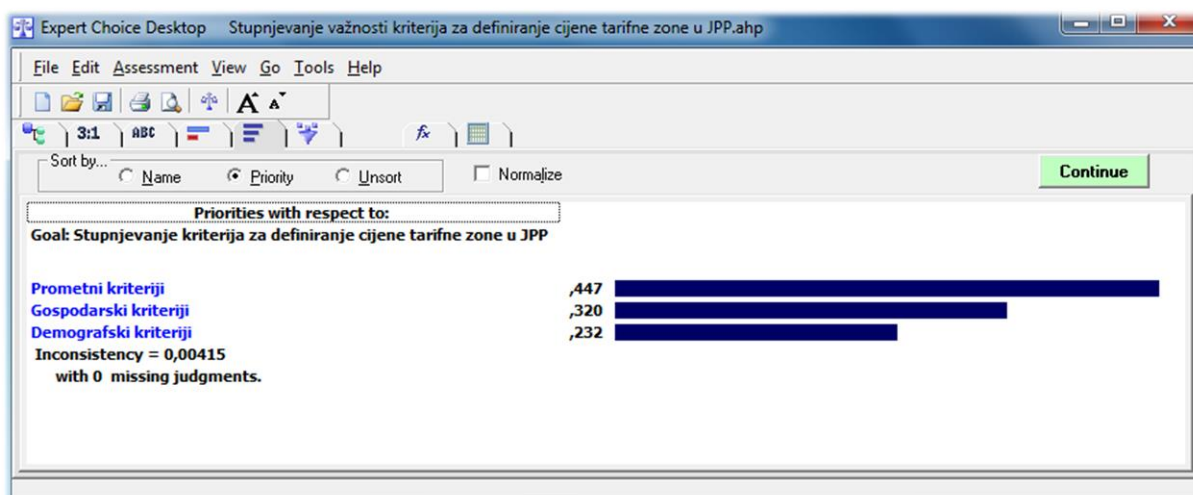 Expert Choice Desktop Stupnjevanje važnosti kriterija za definiranje cijene tarifne zone u JPP.ahp
File Edit Assessment View Go Tools Help
A A
3:1 ABC fx
Sort by... Name Priority Unsort Normalize Continue
Priorities with respect to:
Goal: Stupnjevanje kriterija za definiranje cijene tarifne zone u JPP
Prometni kriteriji ,447
Gospodarski kriteriji ,320
Demografski kriteriji ,232
Inconsistency = 0,00415
with 0 missing judgments.